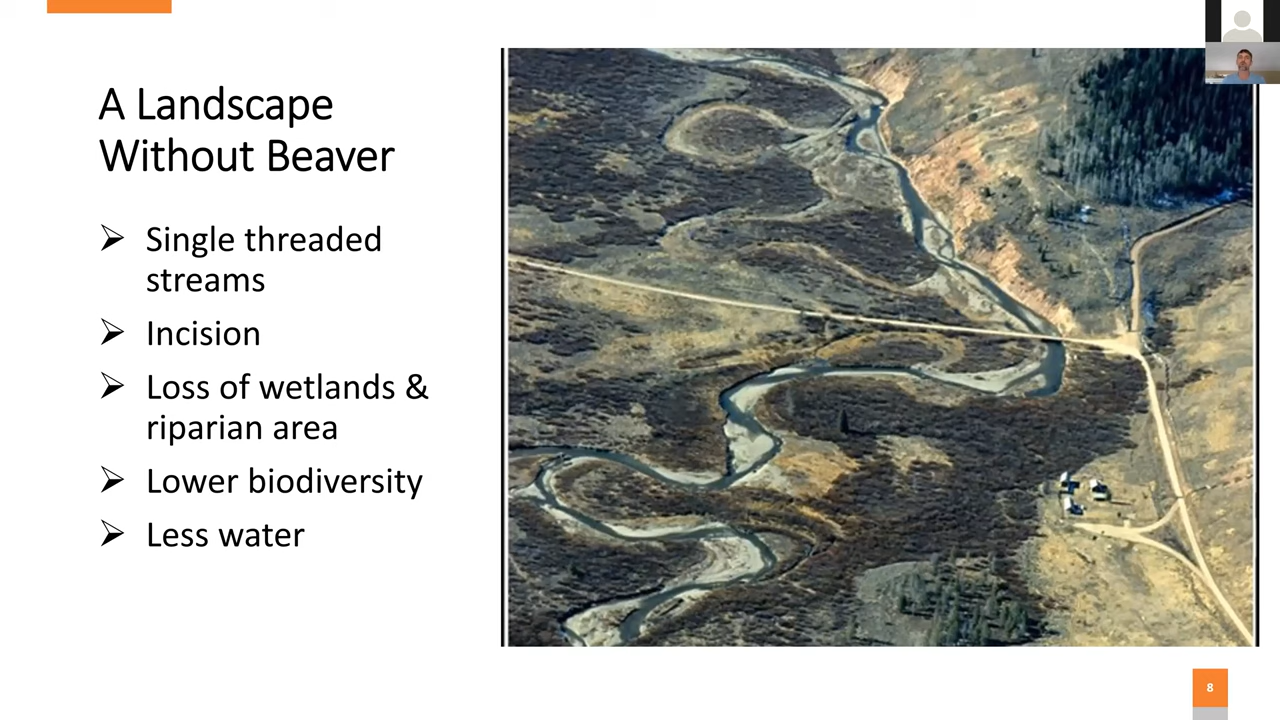 A Landscape
Without Beaver
Single threaded
streams
Incision
Loss of wetlands &
riparian area
Lower biodiversity
Less water
8